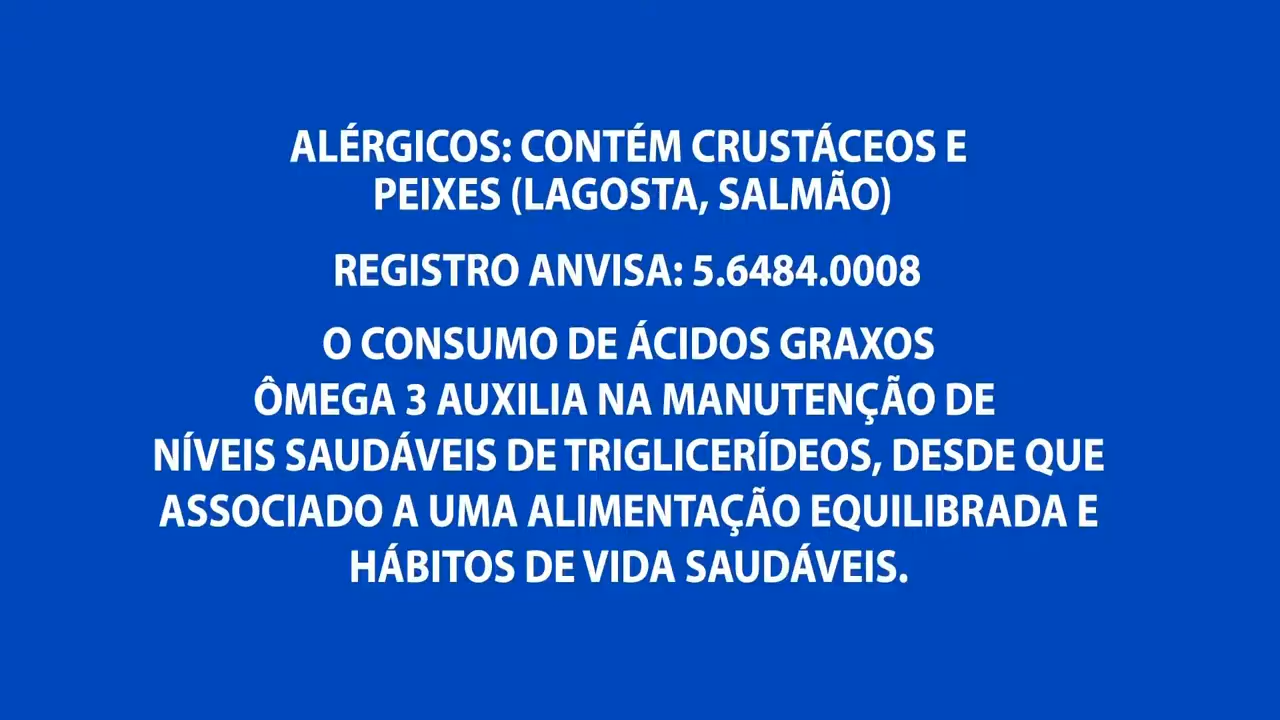 ALÉRGICOS: CONTÉM CRUSTÁCEOS E
PEIXES (LAGOSTA, SALMÃO)
REGISTRO ANVISA: 5.6484.0008
O CONSUMO DE ÁCIDOS GRAXOS
ÔMEGA 3 AUXILIA NA MANUTENÇÃO DE
NÍVEIS SAUDÁVEIS DE TRIGLICERÍDEOS, DESDE QUE
ASSOCIADO A UMA ALIMENTAÇÃO EQUILIBRADA E
HÁBITOS DE VIDA SAUDÁVEIS.